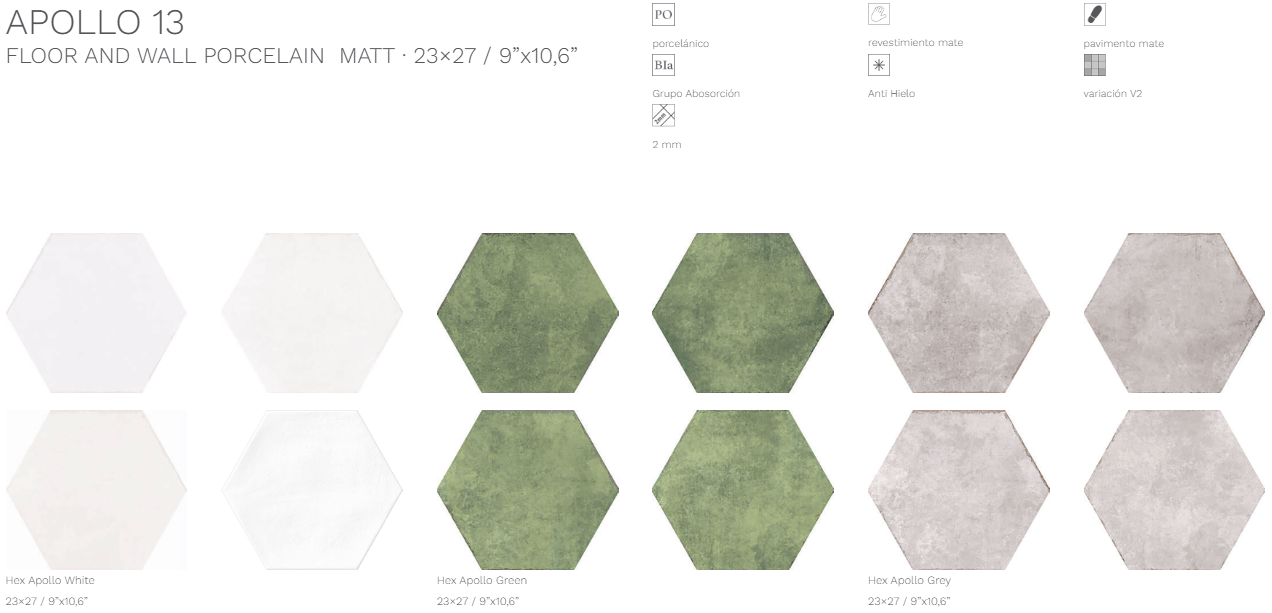 APOLLO 13
FLOOR AND WALL PORCELAIN MATT · 23×27 / 9”x10,6”
PO
porcelánico
revestimiento mate
pavimento mate
BIa
Grupo Abosorción
Anti Hielo
variación V2
2mm
2 mm
Hex Apollo White
23×27 / 9”x10,6”
Hex Apollo Green
23×27 / 9”x10,6”
Hex Apollo Grey
23×27 / 9”x10,6”